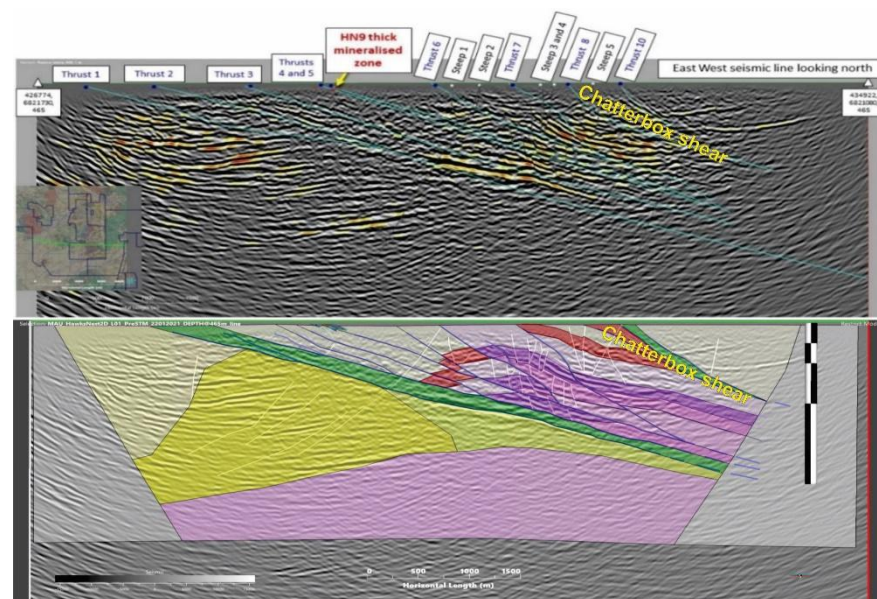 HN9 thick
mineralised
zone
Thrust 1
Thrust 2
Thrust 3
Thrusts
4 and 5
Thrust 6
Steep 1
Steep 2
Thrust 7
Steep 3 and 4
Thrust 8
Steep 5
Thrust 10
East West seismic line looking north
426774,
6821730,
465
434922,
6821080,
465
Chatterbox shear
Chatterbox shear
0 500 1000 1500
Horizontal Length (m)